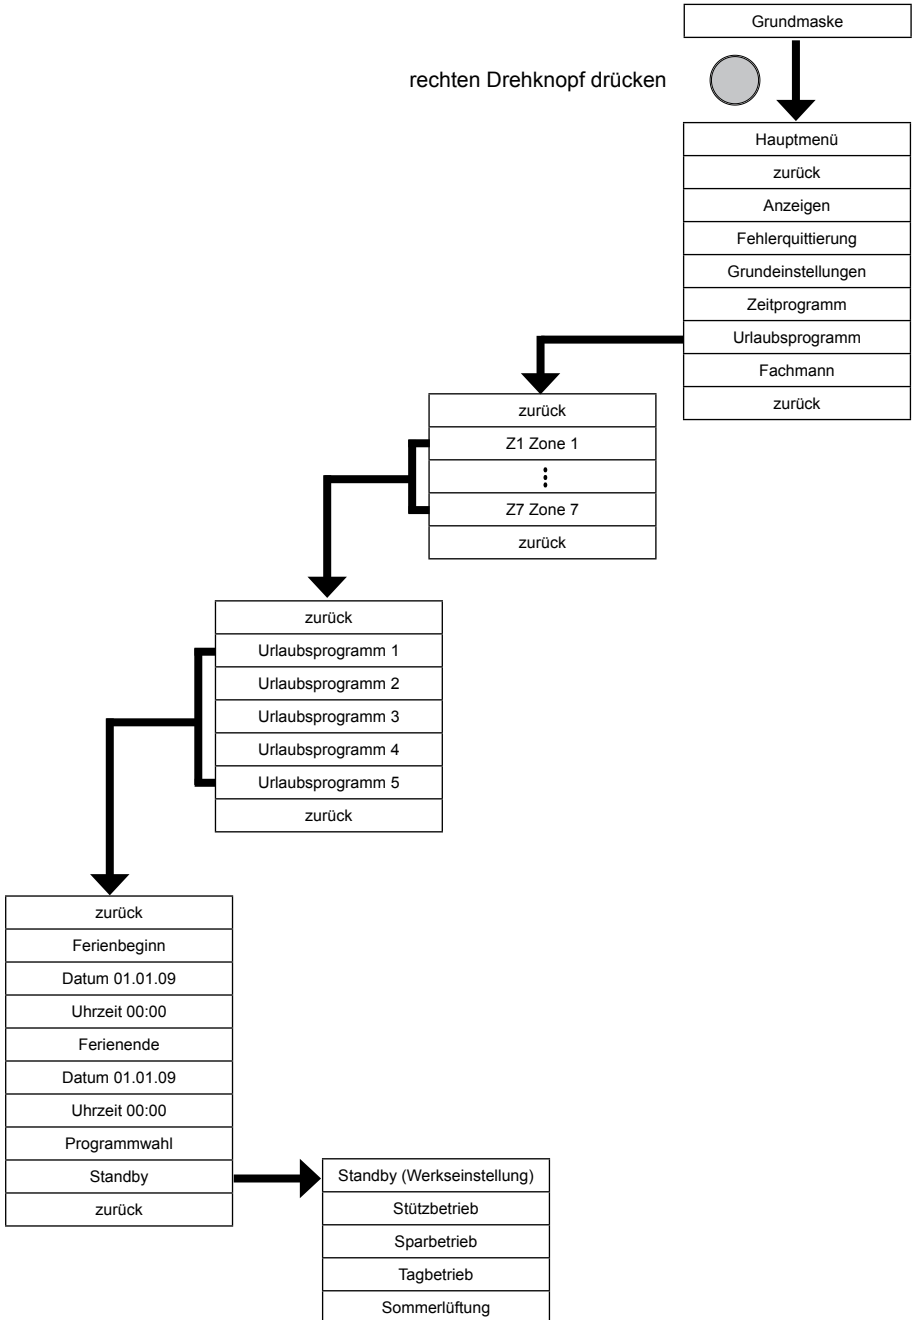 Grundmaske
rechten Drehknopf drücken
Hauptmenü
zurück
Anzeigen
Fehlerquittierung
Grundeinstellungen
Zeitprogramm
Urlaubsprogramm
Fachmann
zurück
zurück
Z1 Zone 1
Z7 Zone 7
zurück
zurück
Urlaubsprogramm 1
Urlaubsprogramm 2
Urlaubsprogramm 3
Urlaubsprogramm 4
Urlaubsprogramm 5
zurück
zurück
Ferienbeginn
Datum 01.01.09
Uhrzeit 00:00
Ferienende
Datum 01.01.09
Uhrzeit 00:00
Programmwahl
Standby
zurück
Standby (Werkseinstellung)
Stützbetrieb
Sparbetrieb
Tagbetrieb
Sommerlüftung